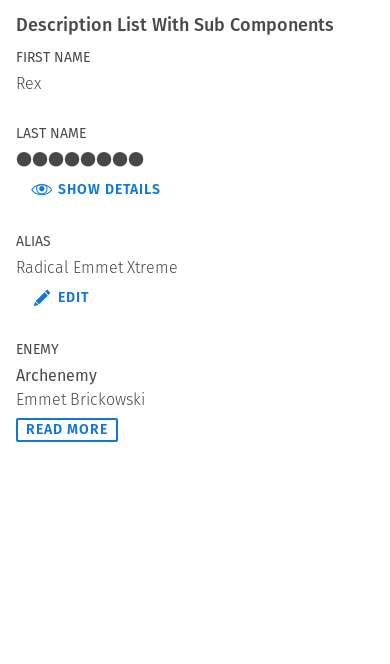 Description List With Sub Components
FIRST NAME
Rex
LAST NAME
●●●●●●●●
SHOW DETAILS
ALIAS
Radical Emmet Xtreme
EDIT
ENEMY
Archenemy
Emmet Brickowski
READ MORE